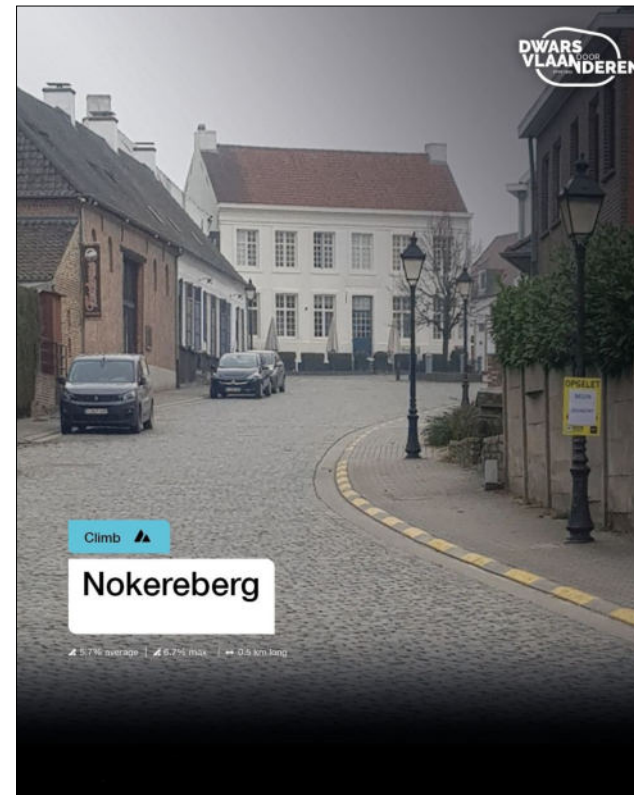 DWARS
DOOR
VLAANDEREN
OPGELET
Climb
Nokereberg
5.7% average | 6.7% max | 0.5 km lang